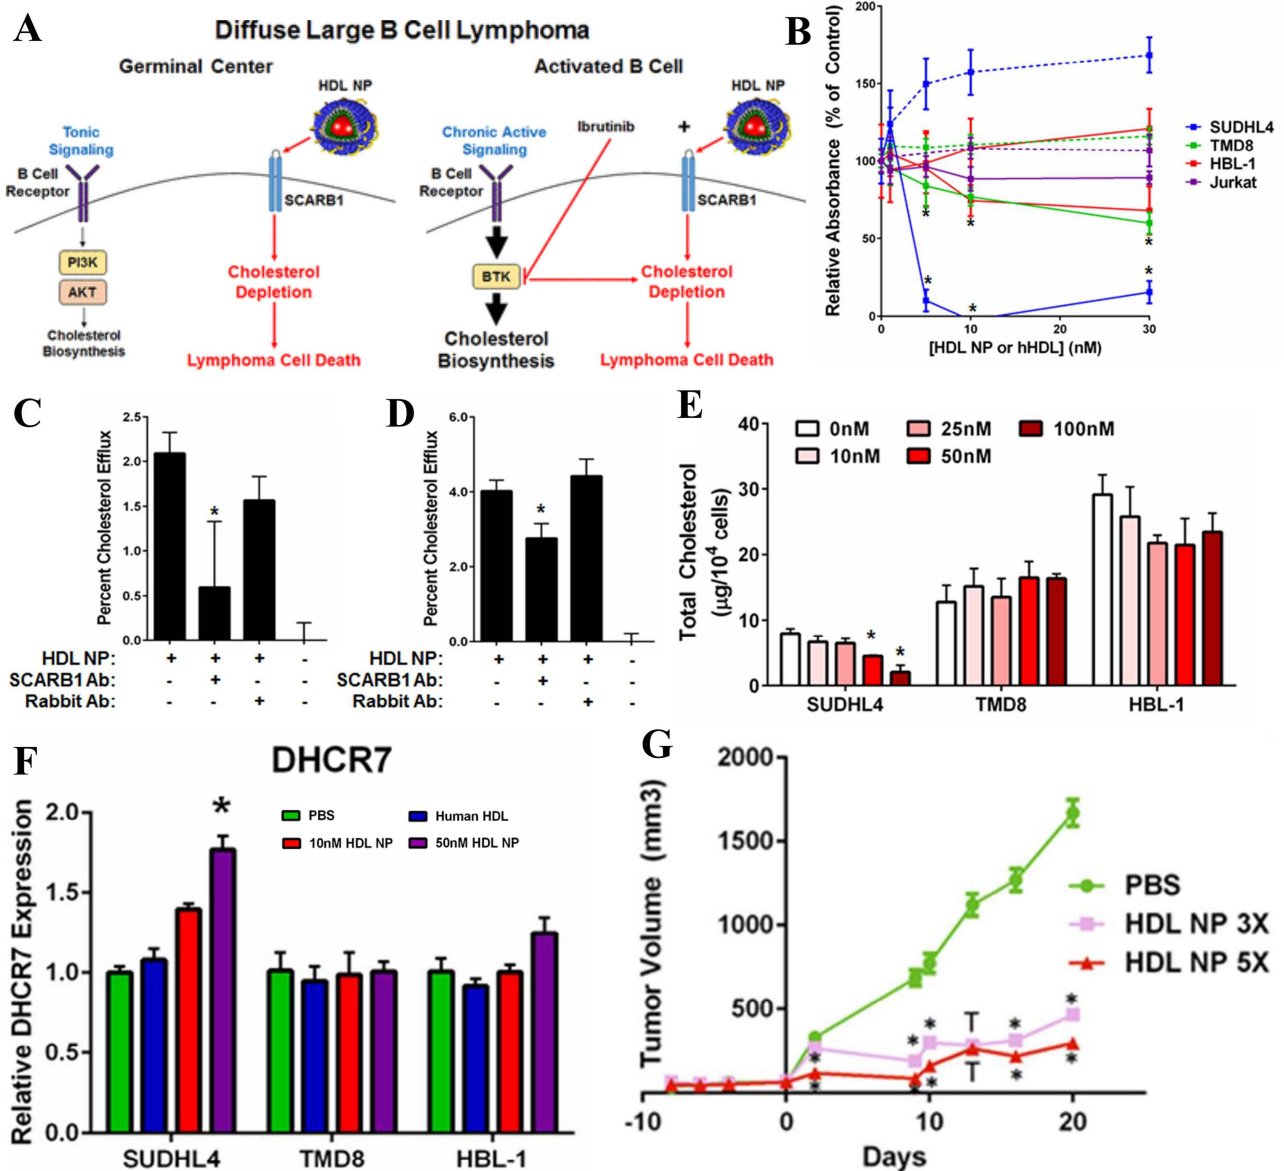 A
Diffuse Large B Cell Lymphoma
Germinal Center
Activated B Cell
HDL NP
HDL NP
Tonic
Signaling
Chronic Active
Signaling
Ibrutinib
+
B Cell
Receptor
SCARB1
B Cell
Receptor
SCARB1
PI3K
AKT
Cholesterol
Biosynthesis
Cholesterol
Depletion
Lymphoma Cell Death
BTK
Cholesterol
Biosynthesis
Cholesterol
Depletion
Lymphoma Cell Death
B
Relative Absorbance (% of Control)
200
150
100
50
0
0
10
20
30
[HDL NP or hHDL] (nM)
SUDHL4
TMD8
HBL-1
Jurkat
* * * * * *
C
Percent Cholesterol Efflux
2.5
2.0
1.5
1.0
0.5
0.0
*
HDL NP: + + + -
SCARB1 Ab: - + - -
Rabbit Ab: - - + -
D
Percent Cholesterol Efflux
6.0
4.0
2.0
0.0
*
HDL NP: + + + -
SCARB1 Ab: - + - -
Rabbit Ab: - - + -
E
Total Cholesterol
(μg/10⁴ cells)
40
30
20
10
0
0nM 25nM 100nM
10nM 50nM
* *
SUDHL4 TMD8 HBL-1
F
DHCR7
Relative DHCR7 Expression
2.0
1.5
1.0
0.5
0.0
PBS Human HDL
10nM HDL NP 50nM HDL NP
*
SUDHL4 TMD8 HBL-1
G
Tumor Volume (mm3)
2000
1500
1000
500
-10 0 10 20
Days
PBS
HDL NP 3X
HDL NP 5X
* * T * *
* * * T * *